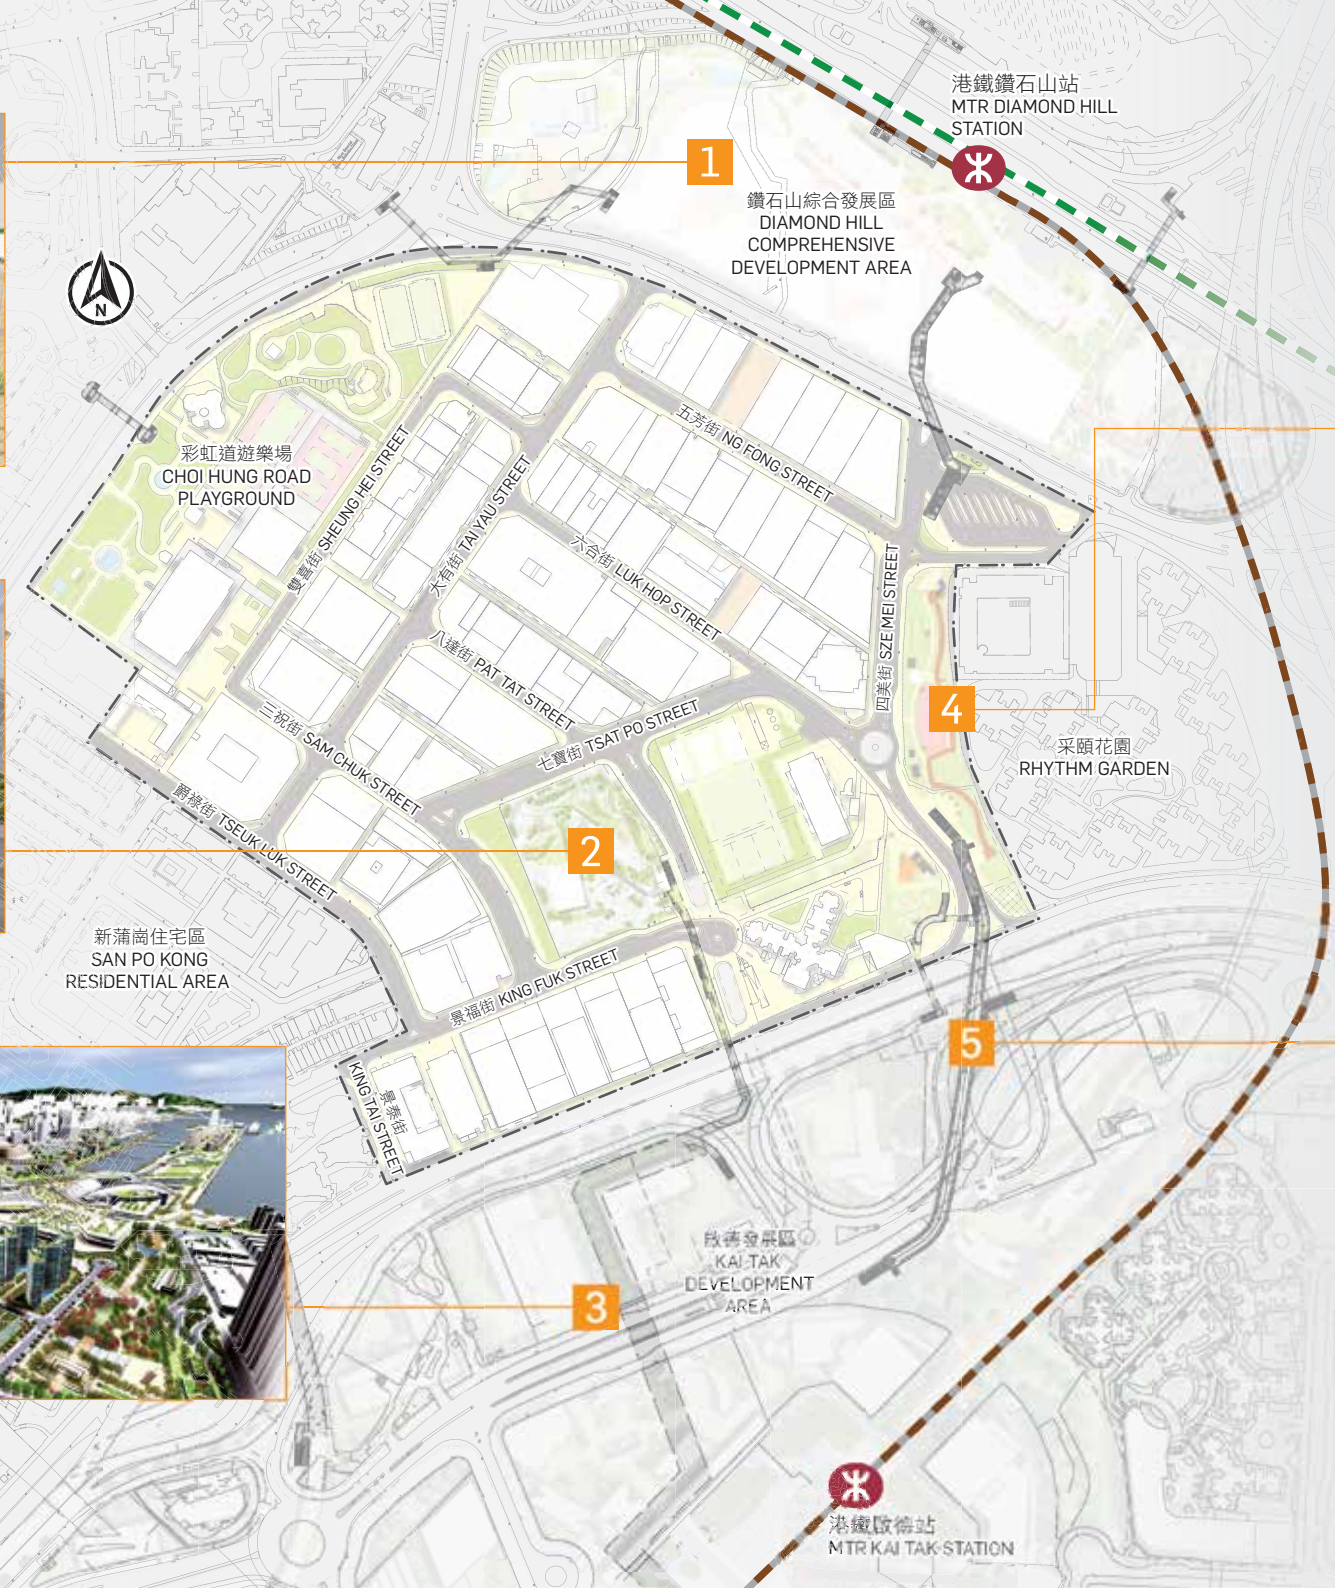 港鐵鑽石山站
MTR DIAMOND HILL
STATION
1
鑽石山綜合發展區
DIAMOND HILL
COMPREHENSIVE
DEVELOPMENT AREA
N
彩虹道遊樂場
CHOI HUNG ROAD
PLAYGROUND
雙喜街 SHEUNG HEI STREET
大有街 TAI YAU STREET
五芳街 NG FONG STREET
六合街 LUK HOP STREET
四美街 SZE MEI STREET
八達街 PAT TAT STREET
七寶街 TSAT PO STREET
三祝街 SAM CHUK STREET
爵祿街 TSEUK LUK STREET
4
采頤花園
RHYTHM GARDEN
2
新蒲崗住宅區
SAN PO KONG
RESIDENTIAL AREA
景福街 KING FUK STREET
5
景泰街
KING TAI STREET
啟德發展區
KAI TAK
DEVELOPMENT
AREA
3
港鐵啟德站
MTR KAI TAK STATION